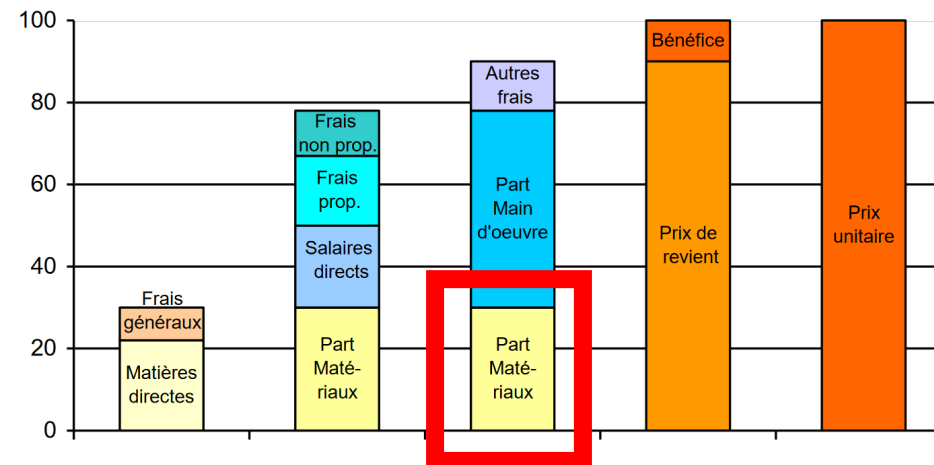 100
80
60
40
20
0
Frais
généraux
Matières
directes
Frais
non prop.
Frais
prop.
Salaires
directs
Part
Maté-
riaux
Autres
frais
Part
Main
d'oeuvre
Part
Maté-
riaux
Bénéfice
Prix de
revient
Prix
unitaire